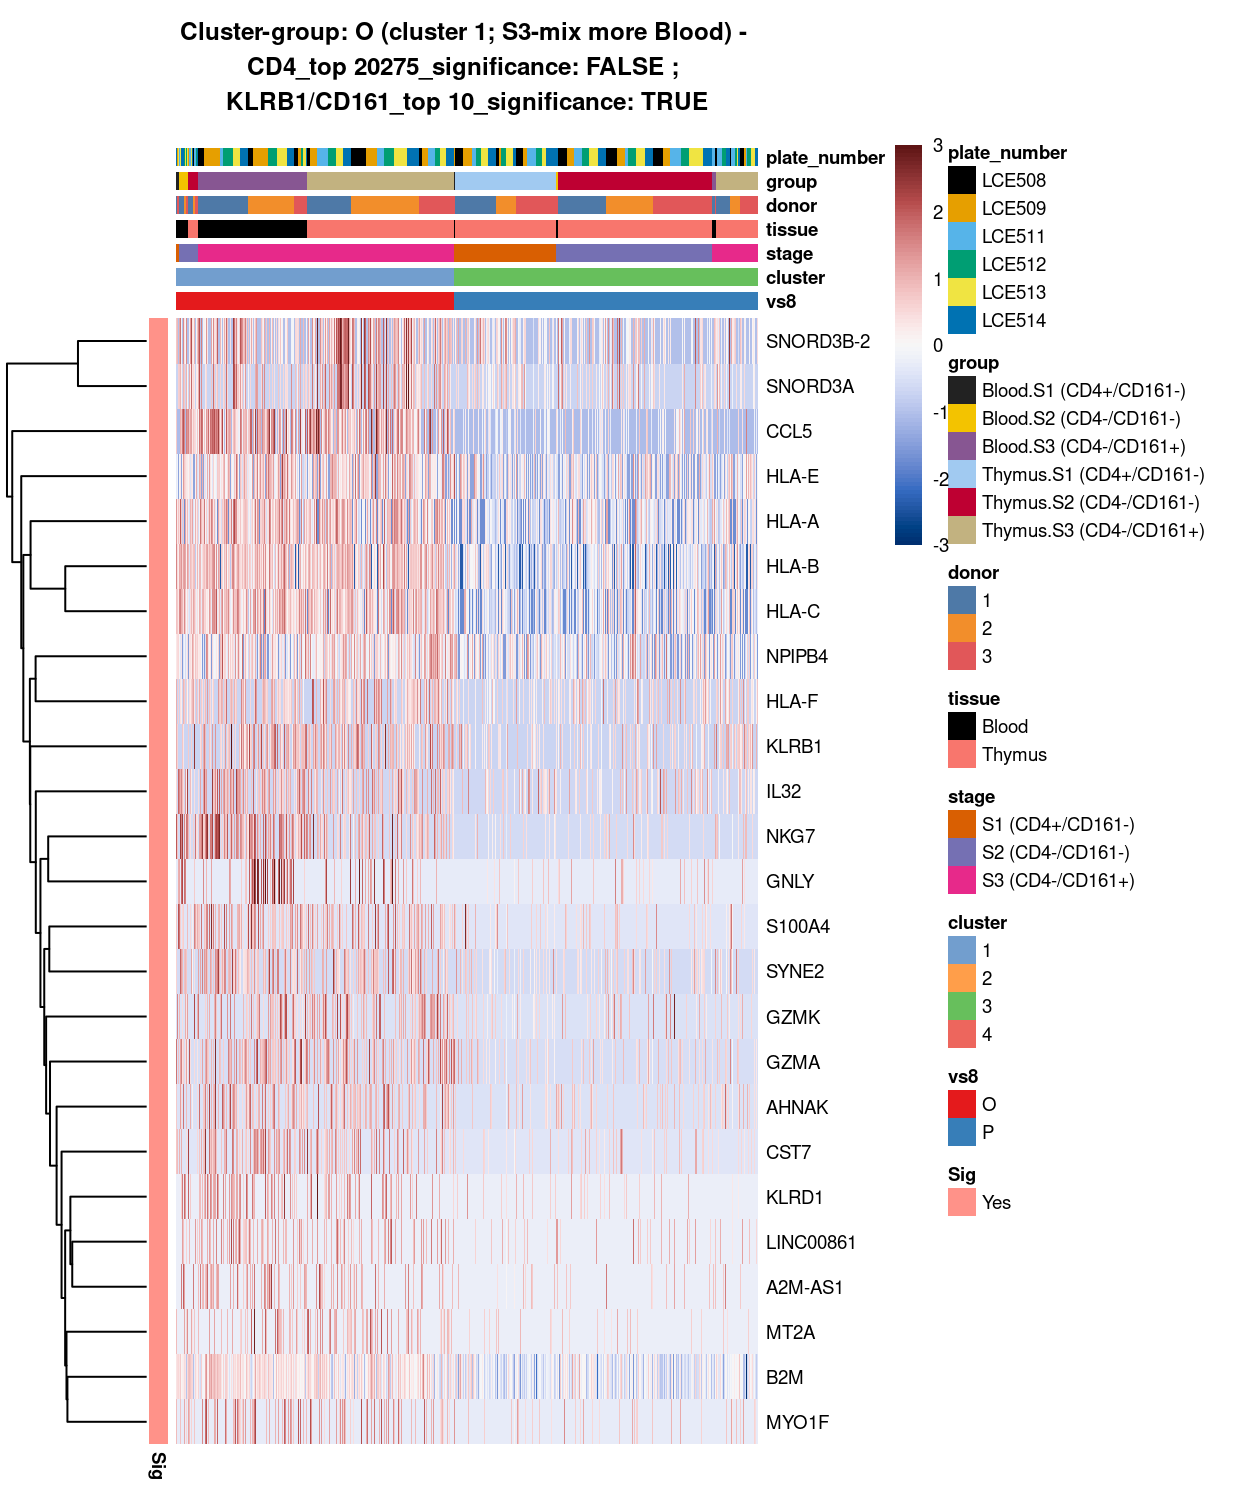 Cluster-group: O (cluster 1; S3-mix more Blood) -
CD4_top 20275_significance: FALSE ;
KLRB1/CD161_top 10_significance: TRUE
plate_number
group
donor
tissue
stage
cluster
vs8
SNORD3B-2
SNORD3A
CCL5
HLA-E
HLA-A
HLA-B
HLA-C
NPIPB4
HLA-F
KLRB1
IL32
NKG7
GNLY
S100A4
SYNE2
GZMK
GZMA
AHNAK
CST7
KLRD1
LINC00861
A2M-AS1
MT2A
B2M
MYO1F
Sig
3
2
1
0
-1
-2
-3
plate_number
LCE508
LCE509
LCE511
LCE512
LCE513
LCE514
group
Blood.S1 (CD4+/CD161-)
Blood.S2 (CD4-/CD161-)
Blood.S3 (CD4-/CD161+)
Thymus.S1 (CD4+/CD161-)
Thymus.S2 (CD4-/CD161-)
Thymus.S3 (CD4-/CD161+)
donor
1
2
3
tissue
Blood
Thymus
stage
S1 (CD4+/CD161-)
S2 (CD4-/CD161-)
S3 (CD4-/CD161+)
cluster
1
2
3
4
vs8
O
P
Sig
Yes